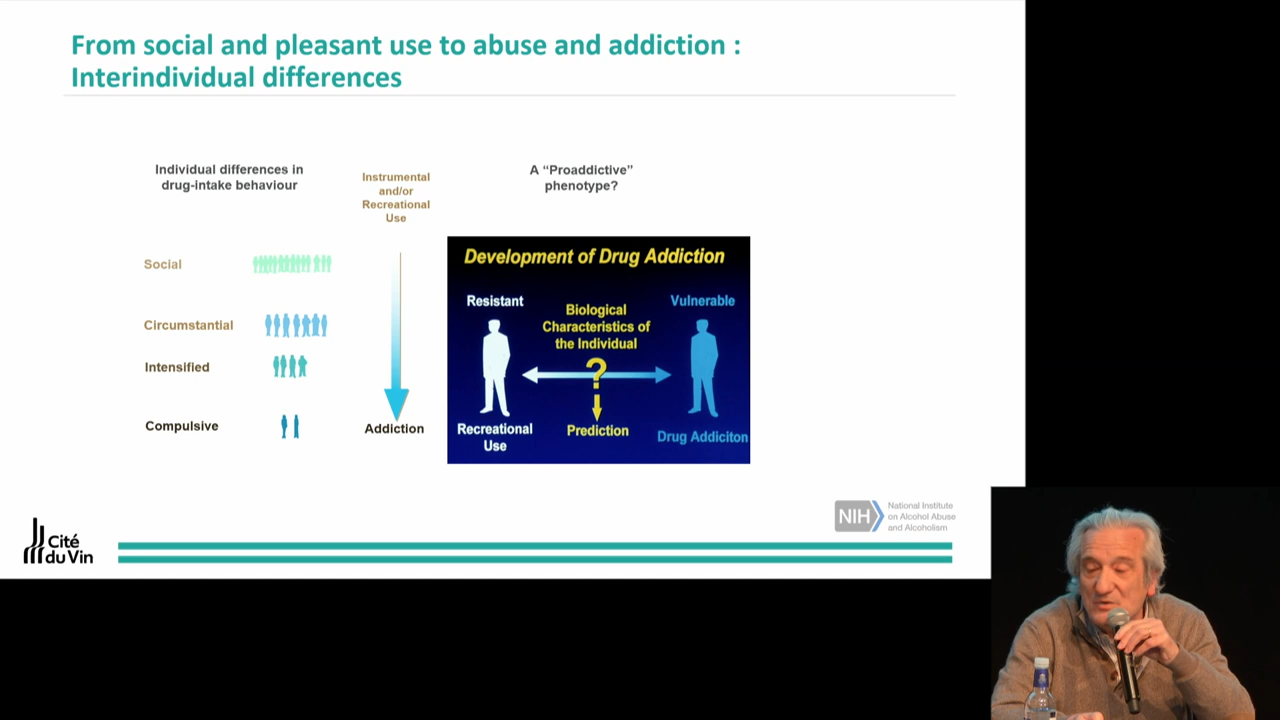 From social and pleasant use to abuse and addiction :
Interindividual differences
Individual differences in
drug-intake behaviour
Instrumental
and/or
Recreational
Use
A “Proaddictive”
phenotype?
Social
Circumstantial
Intensified
Compulsive
Addiction
Development of Drug Addiction
Resistant
Biological
Characteristics of
the Individual
Vulnerable
?
Recreational
Use
Prediction
Drug Addiciton
NIH
National Institute
on Alcohol Abuse
and Alcoholism
Cité
du Vin